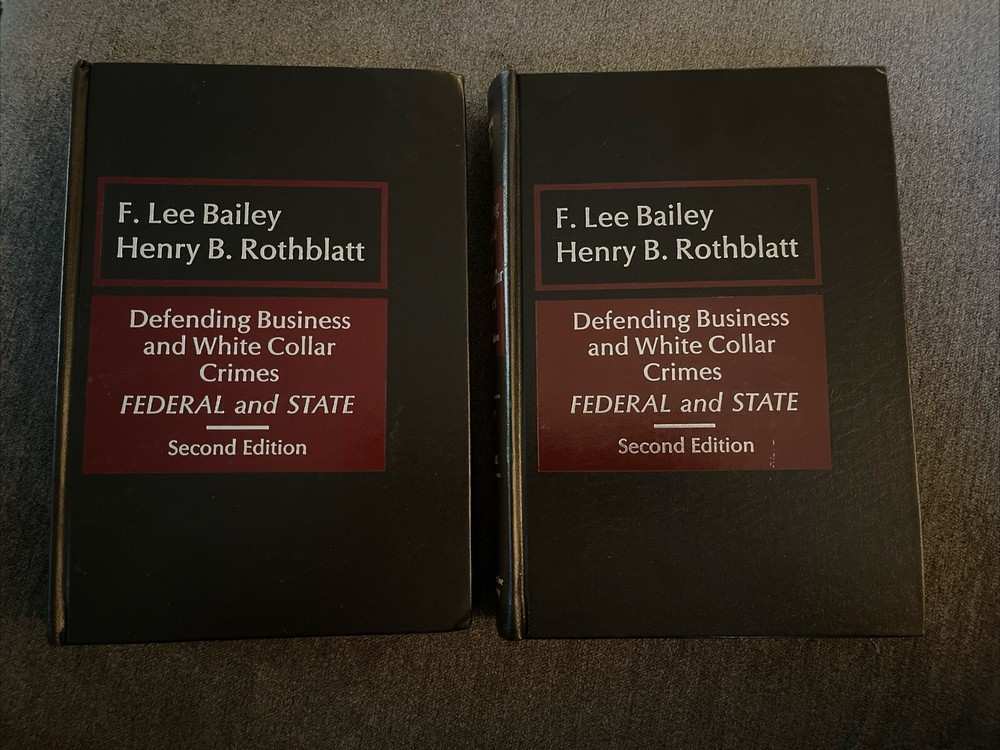 F. Lee Bailey
Henry B. Rothblatt
Defending Business
and White Collar
Crimes
FEDERAL and STATE
Second Edition
F. Lee Bailey
Henry B. Rothblatt
Defending Business
and White Collar
Crimes
FEDERAL and STATE
Second Edition